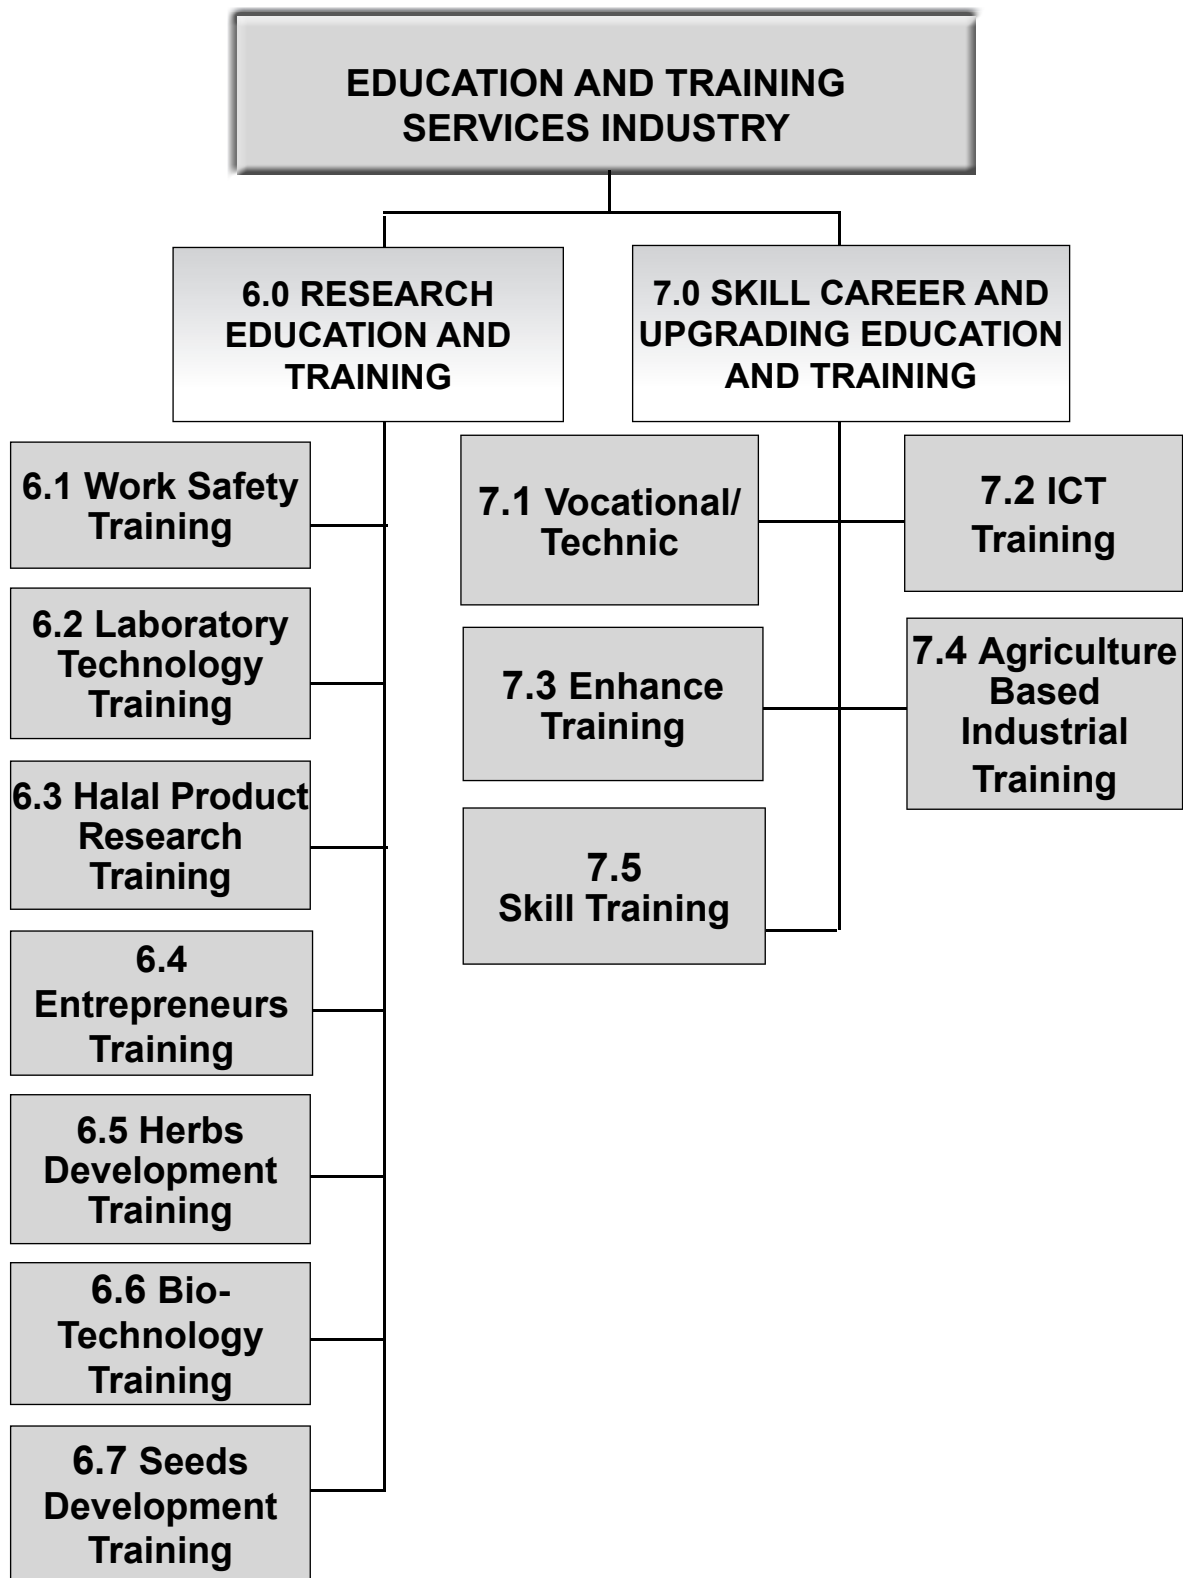 EDUCATION AND TRAINING
SERVICES INDUSTRY
6.0 RESEARCH
EDUCATION AND
TRAINING
6.1 Work Safety
Training
6.2 Laboratory
Technology
Training
6.3 Halal Product
Research
Training
6.4
Entrepreneurs
Training
6.5 Herbs
Development
Training
6.6 Bio-
Technology
Training
6.7 Seeds
Development
Training
7.0 SKILL CAREER AND
UPGRADING EDUCATION
AND TRAINING
7.1 Vocational/
Technic
7.2 ICT
Training
7.3 Enhance
Training
7.4 Agriculture
Based
Industrial
Training
7.5
Skill Training